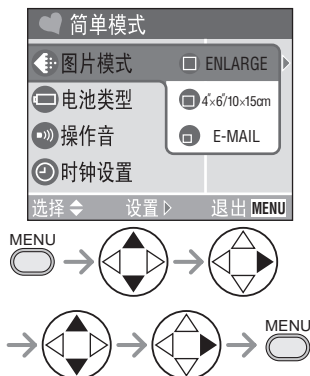 简单模式
图片模式 ENLARGE
电池类型 4"×6"/10×15cm
操作音 E-MAIL
时钟设置
选择 设置 退出 MENU
MENU
MENU